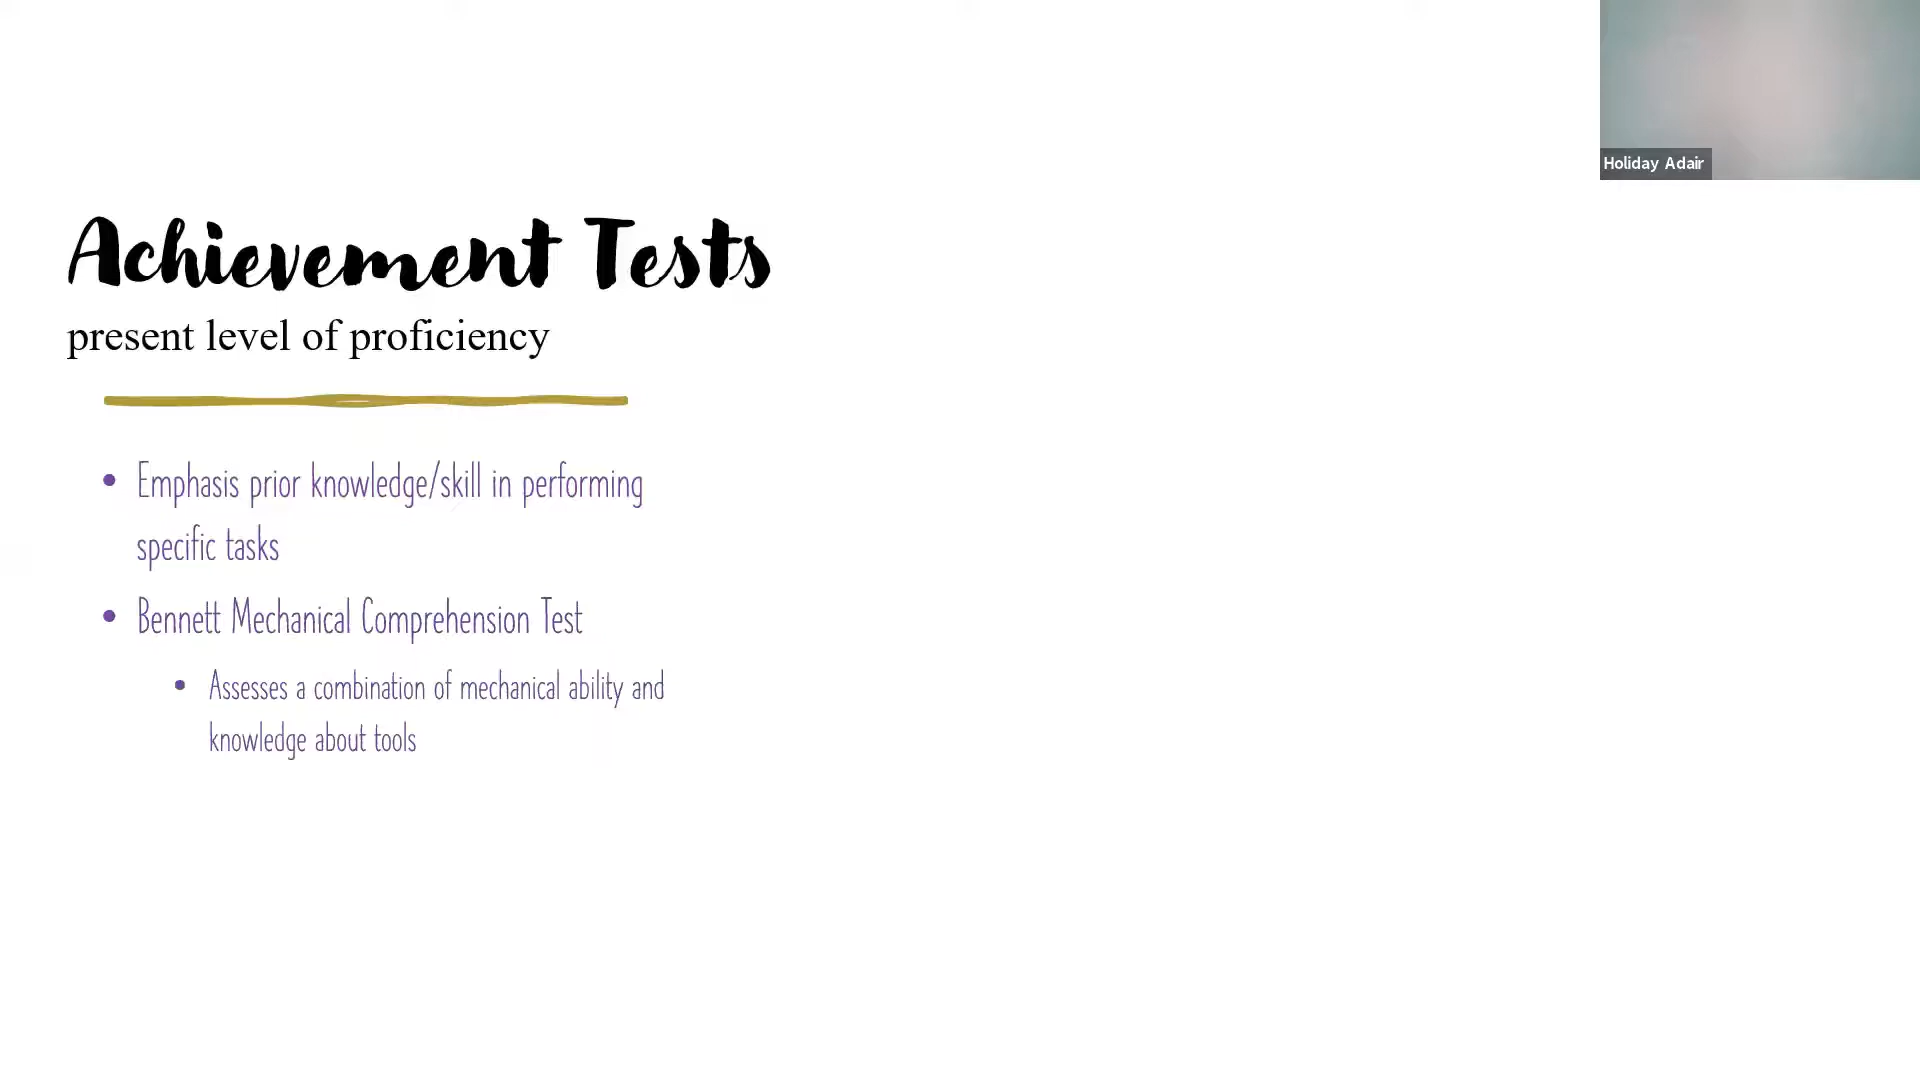 Holiday Adair
Achievement Tests
present level of proficiency
• Emphasis prior knowledge/skill in performing
specific tasks
• Bennett Mechanical Comprehension Test
• Assesses a combination of mechanical ability and
knowledge about tools